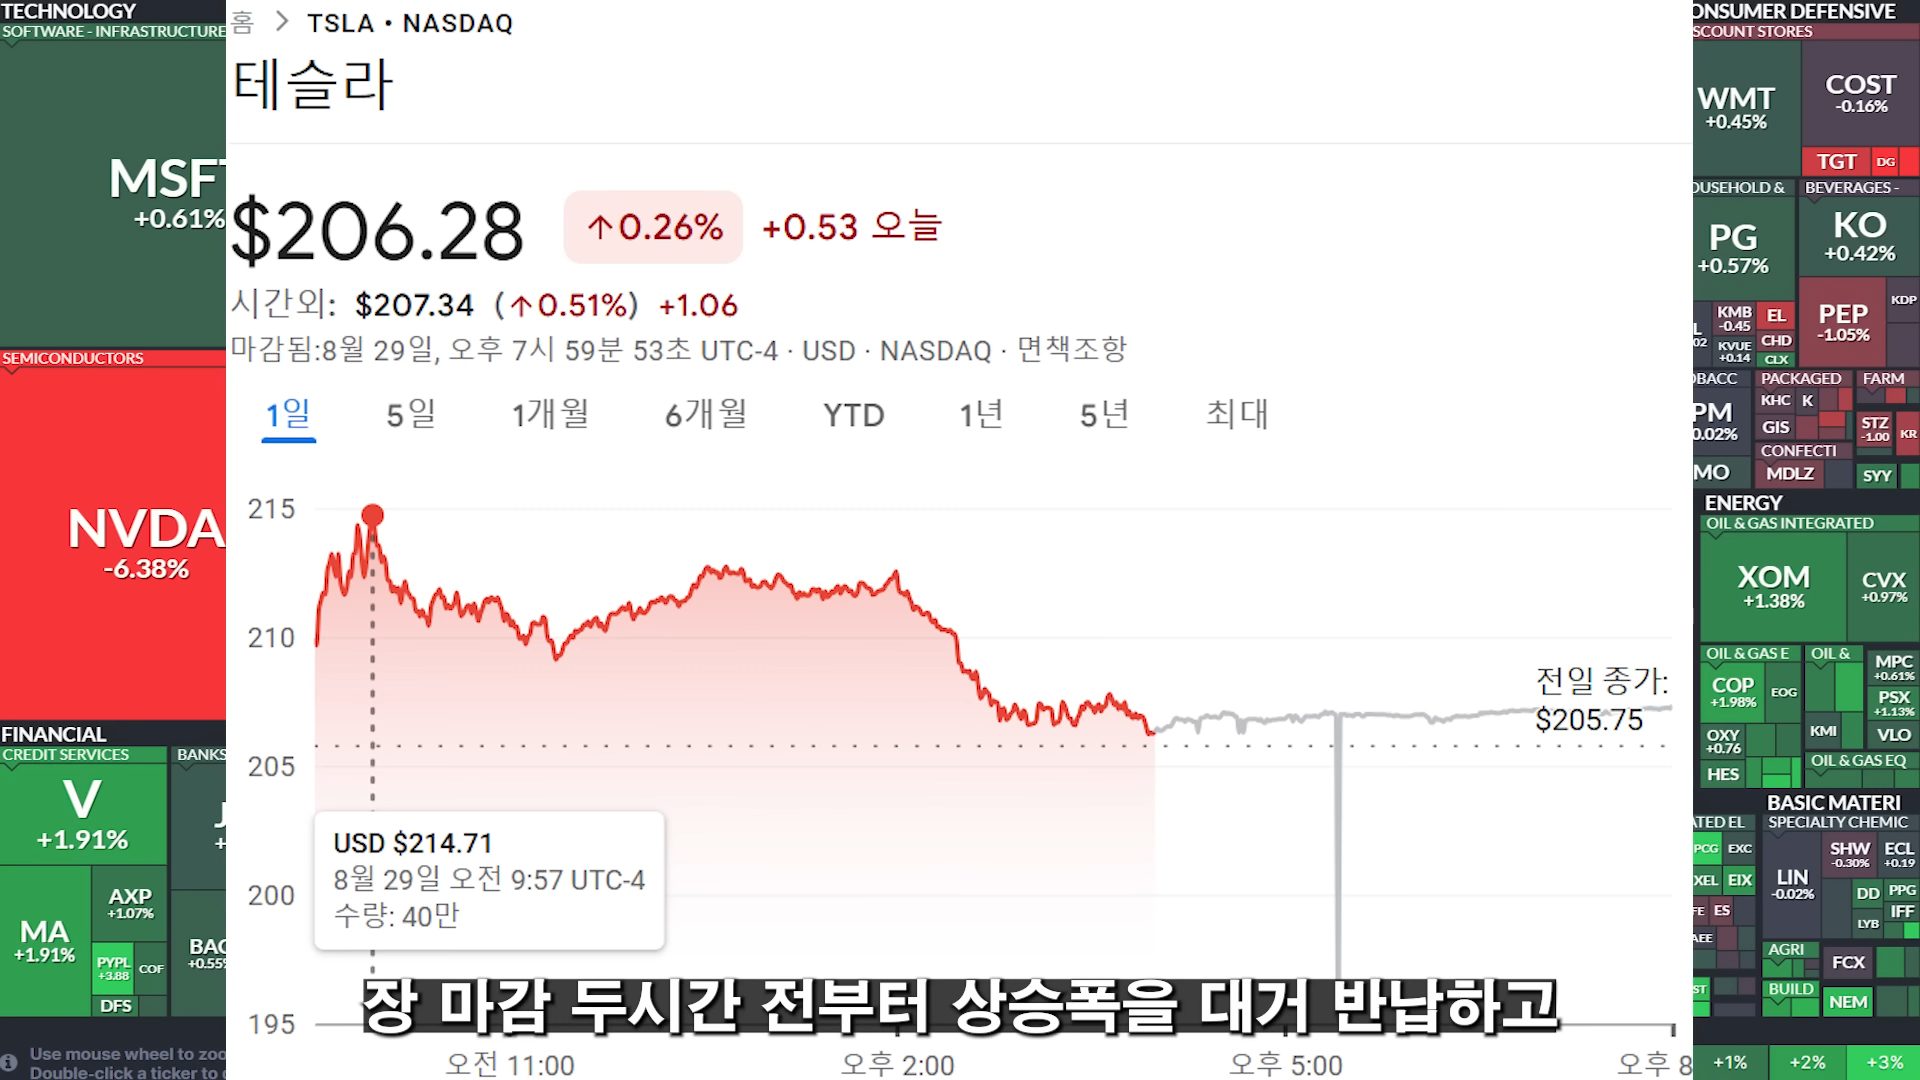 TECHNOLOGY
SOFTWARE - INFRASTRUCTURE
MSFT
+0.61%
SEMICONDUCTORS
NVDA
-6.38%
FINANCIAL
CREDIT SERVICES
BANKS
V
+1.91%
MA
+1.91%
AXP
+1.07%
PYPL
+3.88
COF
DFS
BAC
+0.55%
Use mouse wheel to zoo
Double-click a ticker to
홈 > TSLA • NASDAQ
테슬라
$206.28
↑0.26%
+0.53 오늘
시간외: $207.34 (↑0.51%) +1.06
마감됨:8월 29일, 오후 7시 59분 53초 UTC-4 · USD · NASDAQ · 면책조항
1일 5일 1개월 6개월 YTD 1년 5년 최대
215
210
205
200
195
전일 종가:
$205.75
USD $214.71
8월 29일 오전 9:57 UTC-4
수량: 40만
장 마감 두시간 전부터 상승폭을 대거 반납하고
오전 11:00
오후 2:00
오후 5:00
오후 8
ONSUMER DEFENSIVE
SCOUNT STORES
WMT
+0.45%
COST
-0.16%
TGT
DG
OUSEHOLD &
BEVERAGES -
PG
+0.57%
KO
+0.42%
PEP
-1.05%
KDP
KMB
-0.45
EL
KVUE
+0.14
CHD
CLX
OBACC
PACKAGED
FARM
PM
0.02%
MO
KHC
K
GIS
STZ
-1.00
KR
CONFECTI
MDLZ
SYY
ENERGY
OIL & GAS INTEGRATED
XOM
+1.38%
CVX
+0.97%
OIL & GAS E
OIL &
COP
+1.98%
EOG
MPC
+0.61%
PSX
+1.13%
OXY
+0.76
KMI
VLO
HES
OIL & GAS EQ
BASIC MATERI
ATED EL
SPECIALTY CHEMIC
PCG
EXC
XEL
EIX
ES
AEE
LIN
-0.02%
SHW
-0.30%
ECL
+0.19
DD
PPG
LYB
IFF
AGRI
FCX
BUILD
NEM
+1%
+2%
+3%